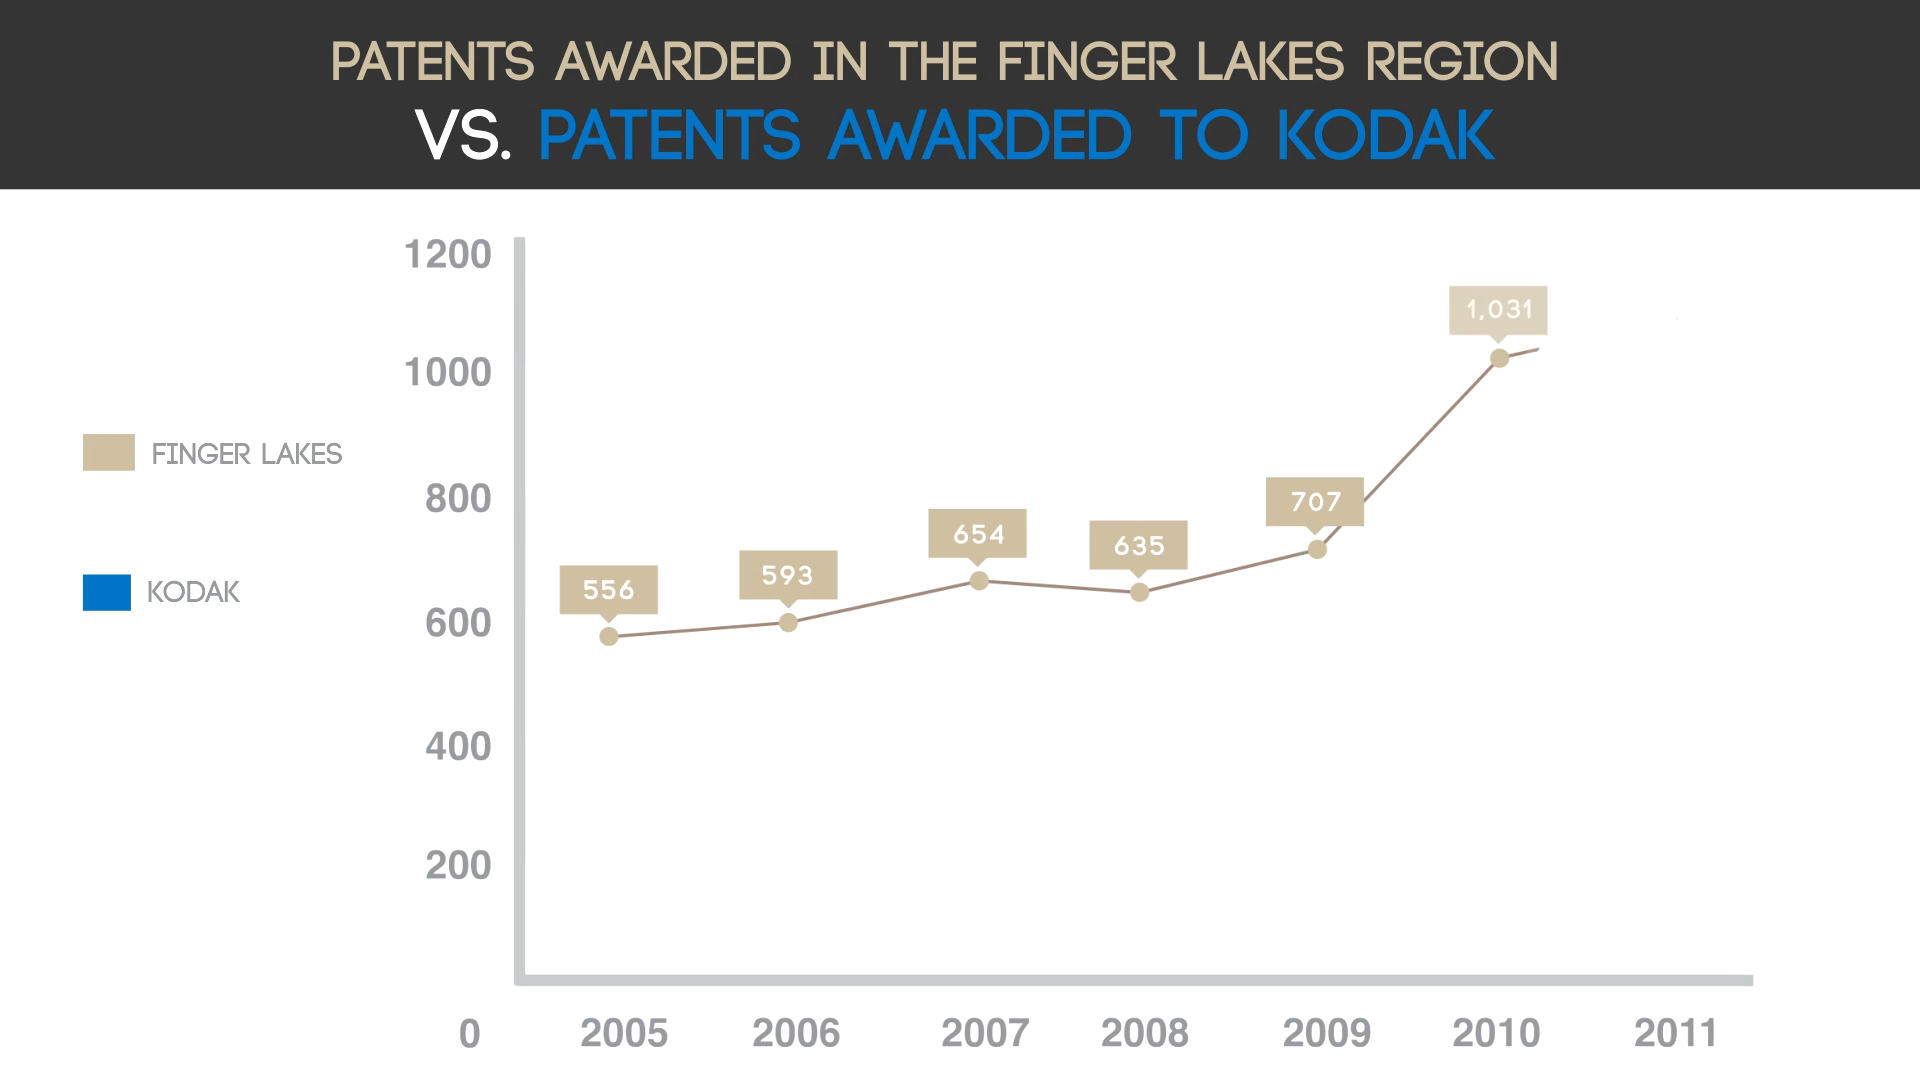 PATENTS AWARDED IN THE FINGER LAKES REGION
VS. PATENTS AWARDED TO KODAK
1200
1000
800
600
400
200
0
FINGER LAKES
KODAK
556
593
654
635
707
1,031
2005 2006 2007 2008 2009 2010 2011